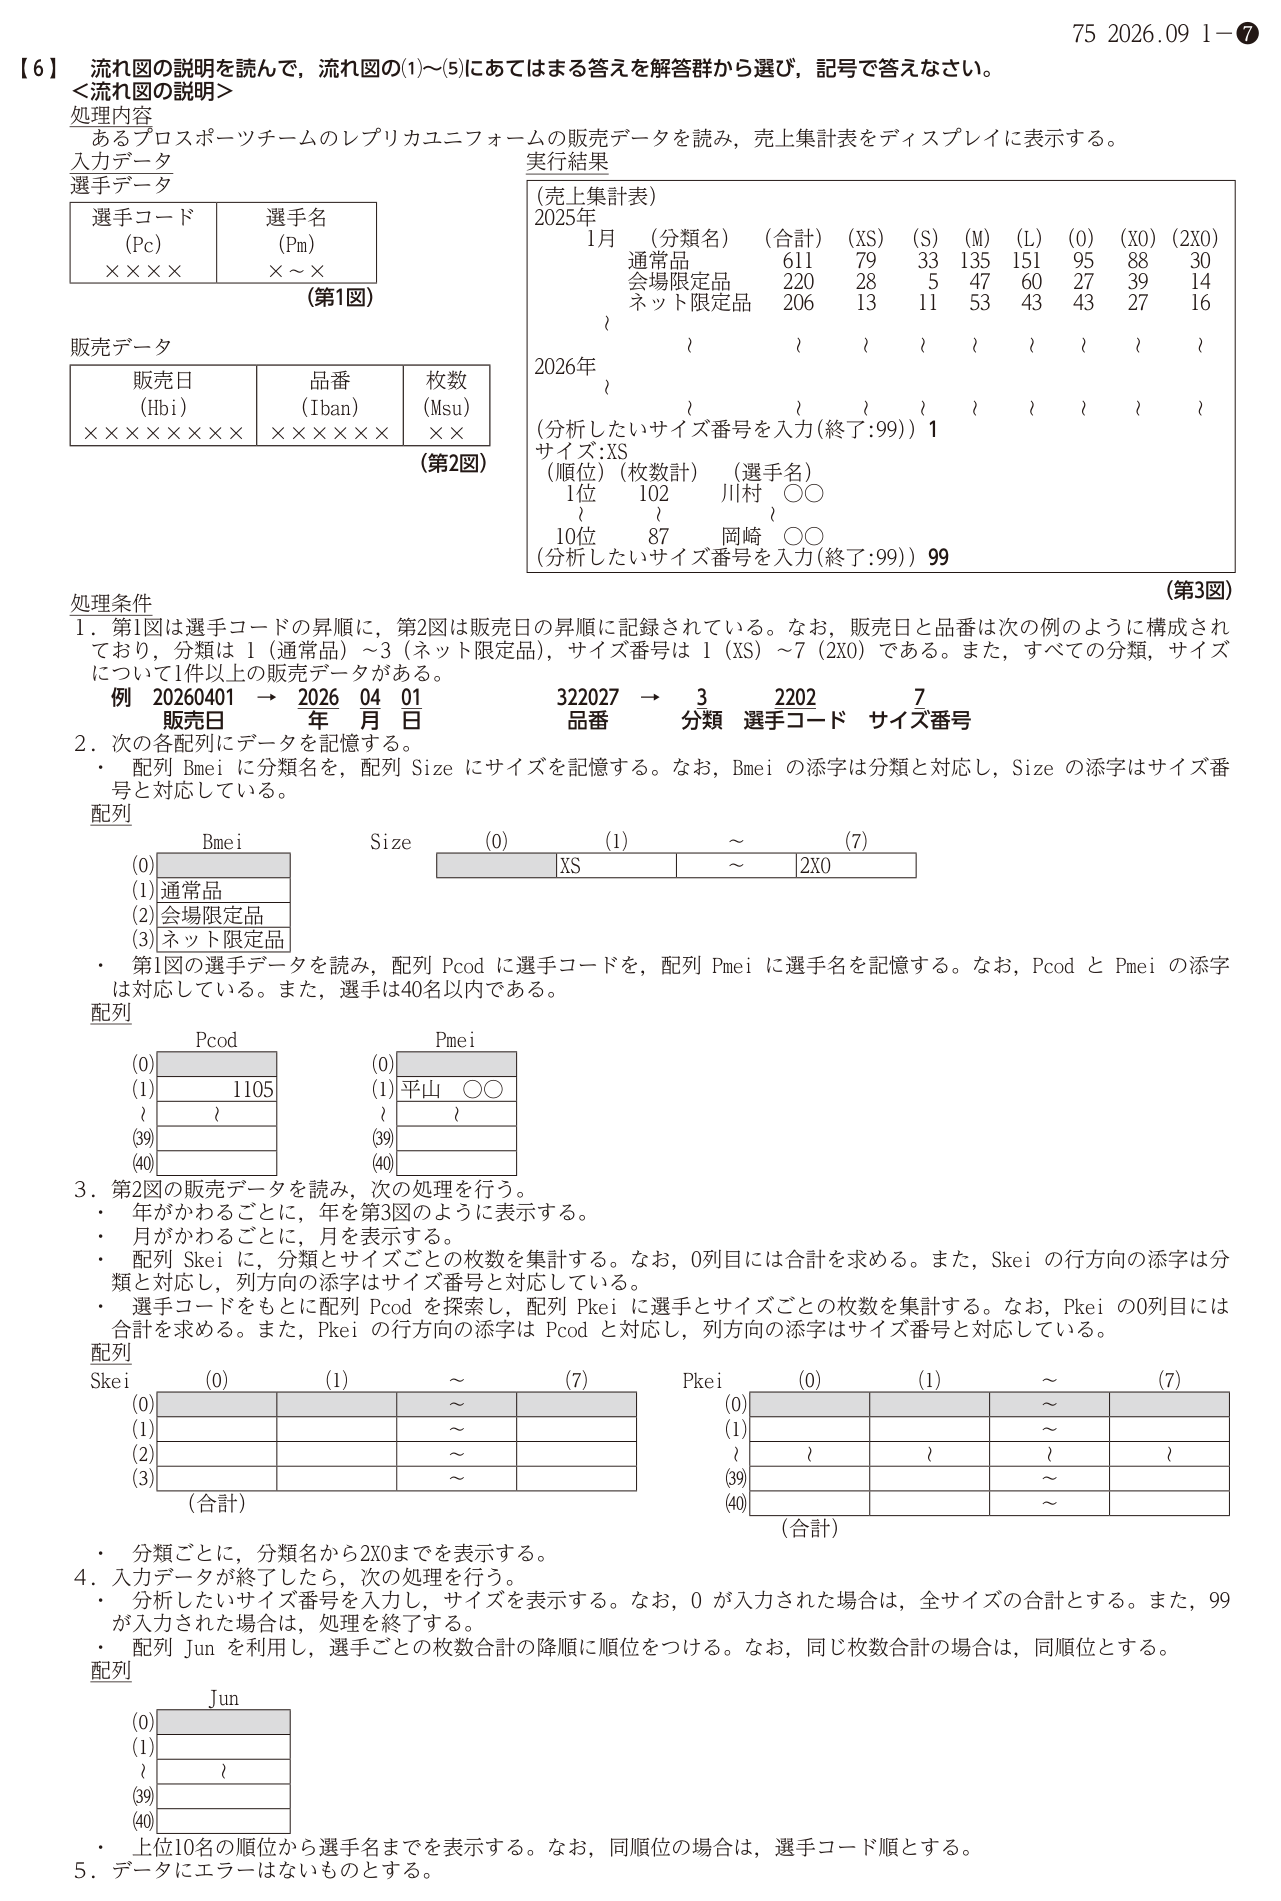 75 2026.09 1－❼
【6】 流れ図の説明を読んで，流れ図の⑴～⑸にあてはまる答えを解答群から選び，記号で答えなさい。
＜流れ図の説明＞
処理内容
あるプロスポーツチームのレプリカユニフォームの販売データを読み，売上集計表をディスプレイに表示する。
入力データ
選手データ
選手コード 選手名
(Pc) (Pm)
×××× ×～×
(第1図)
販売データ
販売日 品番 枚数
(Hbi) (Iban) (Msu)
×××××××× ×××××× ××
(第2図)
実行結果
(売上集計表)
2025年
1月 (分類名) (合計) (XS) (S) (M) (L) (O) (XO) (2XO)
通常品 611 79 33 135 151 95 88 30
会場限定品 220 28 5 47 60 27 39 14
ネット限定品 206 13 11 53 43 43 27 16
～
～ ～ ～ ～ ～ ～ ～ ～ ～
2026年
～
～ ～ ～ ～ ～ ～ ～ ～ ～
(分析したいサイズ番号を入力(終了:99)) 1
サイズ:XS
(順位) (枚数計) (選手名)
1位 102 川村 ○○
～ ～ ～
10位 87 岡崎 ○○
(分析したいサイズ番号を入力(終了:99)) 99
(第3図)
処理条件
1．第1図は選手コードの昇順に，第2図は販売日の昇順に記録されている。なお，販売日と品番は次の例のように構成され
ており，分類は 1（通常品）～3（ネット限定品），サイズ番号は 1（XS）～7（2XO）である。また，すべての分類，サイズ
について1件以上の販売データがある。
例 20260401 → 2026 04 01 322027 → 3 2202 7
販売日 年 月 日 品番 分類 選手コード サイズ番号
2．次の各配列にデータを記憶する。
・ 配列 Bmei に分類名を，配列 Size にサイズを記憶する。なお，Bmei の添字は分類と対応し，Size の添字はサイズ番
号と対応している。
配列
Bmei Size (0) (1) ～ (7)
(0) XS ～ 2XO
(1) 通常品
(2) 会場限定品
(3) ネット限定品
・ 第1図の選手データを読み，配列 Pcod に選手コードを，配列 Pmei に選手名を記憶する。なお，Pcod と Pmei の添字
は対応している。また，選手は40名以内である。
配列
Pcod Pmei
(0) (0)
(1) 1105 (1) 平山 ○○
～ ～ ～ ～
(39) (39)
(40) (40)
3．第2図の販売データを読み，次の処理を行う。
・ 年がかわるごとに，年を第3図のように表示する。
・ 月がかわるごとに，月を表示する。
・ 配列 Skei に，分類とサイズごとの枚数を集計する。なお，0列目には合計を求める。また，Skei の行方向の添字は分
類と対応し，列方向の添字はサイズ番号と対応している。
・ 選手コードをもとに配列 Pcod を探索し，配列 Pkei に選手とサイズごとの枚数を集計する。なお，Pkei の0列目には
合計を求める。また，Pkei の行方向の添字は Pcod と対応し，列方向の添字はサイズ番号と対応している。
配列
Skei (0) (1) ～ (7) Pkei (0) (1) ～ (7)
(0) ～ (0) ～
(1) ～ (1) ～
(2) ～ ～ ～ ～ ～ ～
(3) ～ (39) ～
(合計) (40) ～
(合計)
・ 分類ごとに，分類名から2XOまでを表示する。
4．入力データが終了したら，次の処理を行う。
・ 分析したいサイズ番号を入力し，サイズを表示する。なお，0 が入力された場合は，全サイズの合計とする。また，99
が入力された場合は，処理を終了する。
・ 配列 Jun を利用し，選手ごとの枚数合計の降順に順位をつける。なお，同じ枚数合計の場合は，同順位とする。
配列
Jun
(0)
(1)
～ ～
(39)
(40)
・ 上位10名の順位から選手名までを表示する。なお，同順位の場合は，選手コード順とする。
5．データにエラーはないものとする。